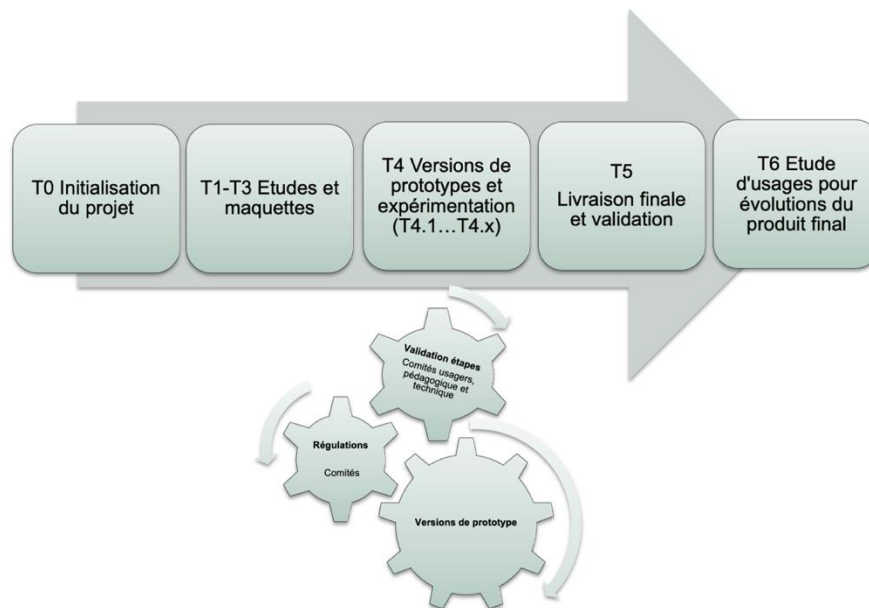 T0 Initialisation
du projet
T1-T3 Etudes et
maquettes
T4 Versions de
prototypes et
expérimentation
(T4.1…T4.x)
T5
Livraison finale
et validation
T6 Etude
d'usages pour
évolutions du
produit final
Validation étapes
Comités usagers,
pédagogique et
technique
Régulations
Comités
Versions de prototype